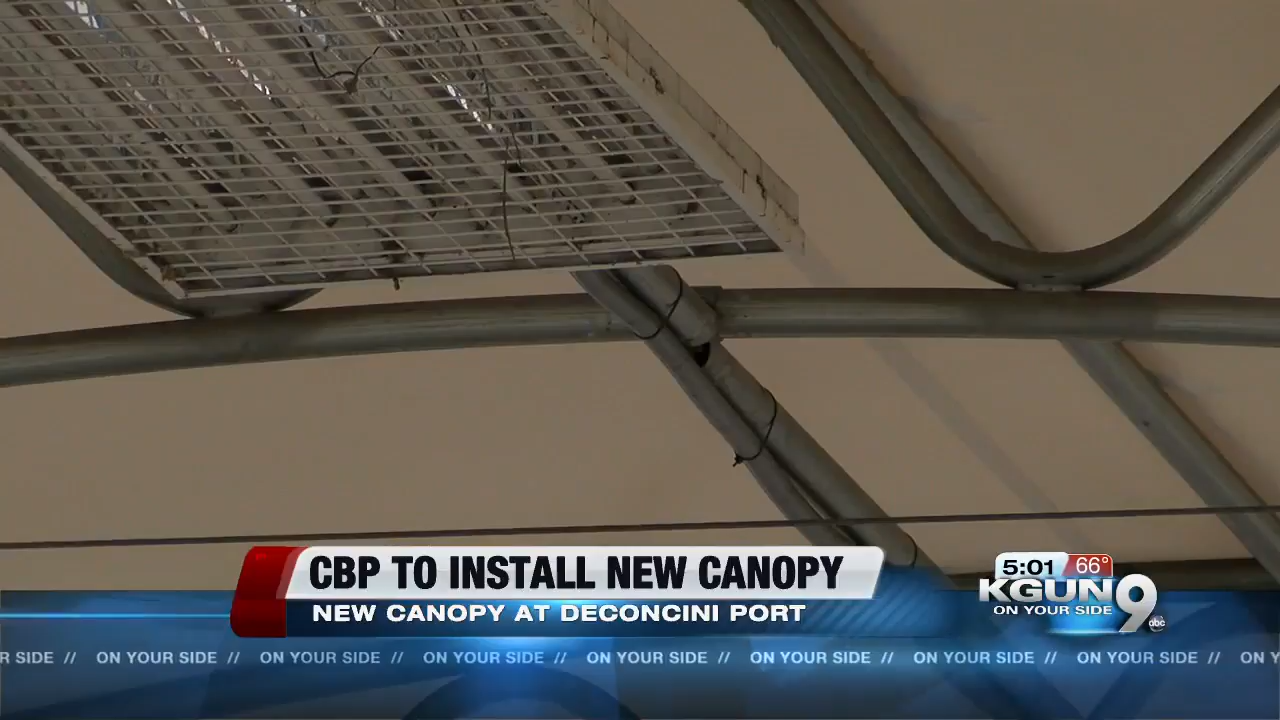 CBP TO INSTALL NEW CANOPY
NEW CANOPY AT DECONCINI PORT
5:01 66°
KGUN 9
ON YOUR SIDE
abc
R SIDE // ON YOUR SIDE // ON YOUR SIDE // ON YOUR SIDE // ON YOUR SIDE // ON YOUR SIDE // ON YOUR SIDE // ON YOUR SIDE // ON Y